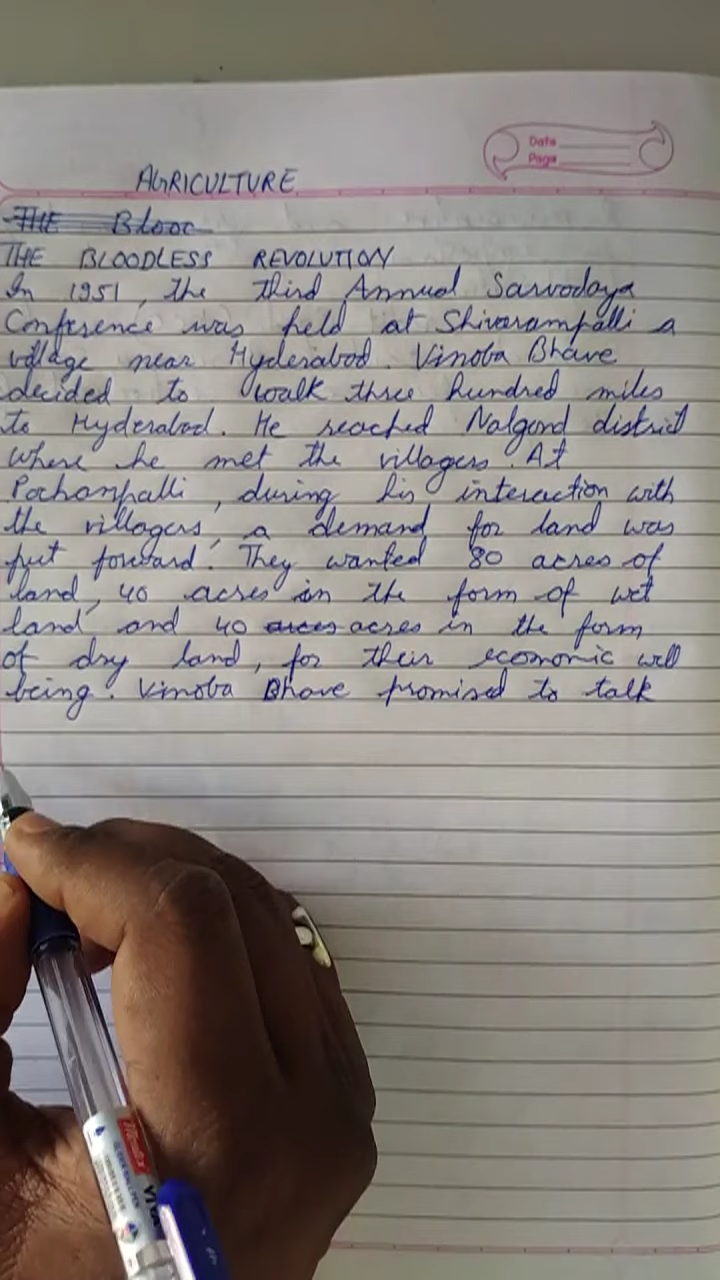 Date
Page
AGRICULTURE
THE Blooc
THE BLOODLESS REVOLUTION
In 1951, the third Annual Sarvodaya
Conference was held at Shivarampalli a
village near Hyderabad. Vinoba Bhave
decided to walk three hundred miles
to Hyderabad. He reached Nalgond district
where he met the villagers. At
Pochampalli, during his interaction with
the villagers, a demand for land was
put forward. They wanted 80 acres of
land, 40 acres in the form of wet
land and 40 acres acres in the form
of dry land, for their economic well
being. Vinoba Bhave promised to talk
VIVA